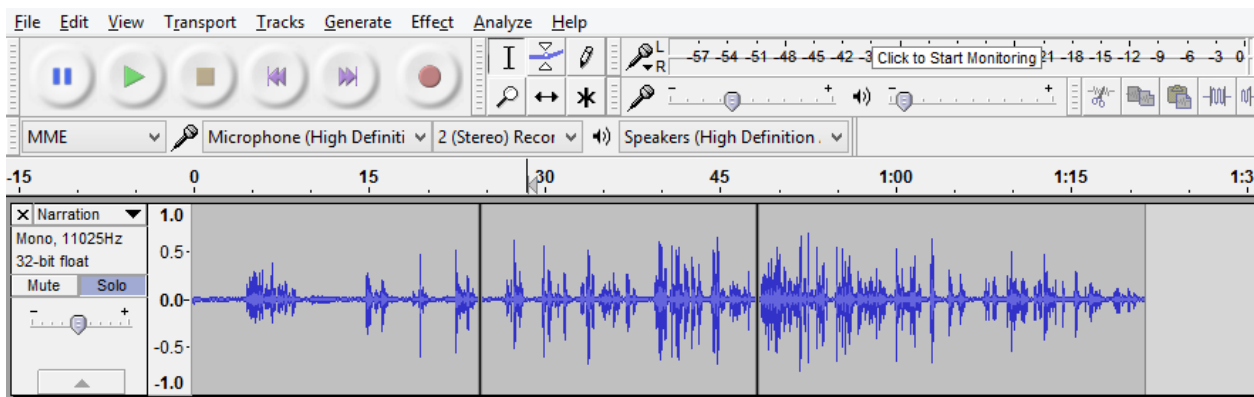 File Edit View Transport Tracks Generate Effect Analyze Help
L
R
-57 -54 -51 -48 -45 -42 -3 Click to Start Monitoring 21 -18 -15 -12 -9 -6 -3 0
- + - +
MME Microphone (High Definiti 2 (Stereo) Recor Speakers (High Definition .
-15 0 15 30 45 1:00 1:15 1:3
X Narration 1.0
Mono, 11025Hz
32-bit float 0.5
Mute Solo
- + 0.0
-0.5
-1.0